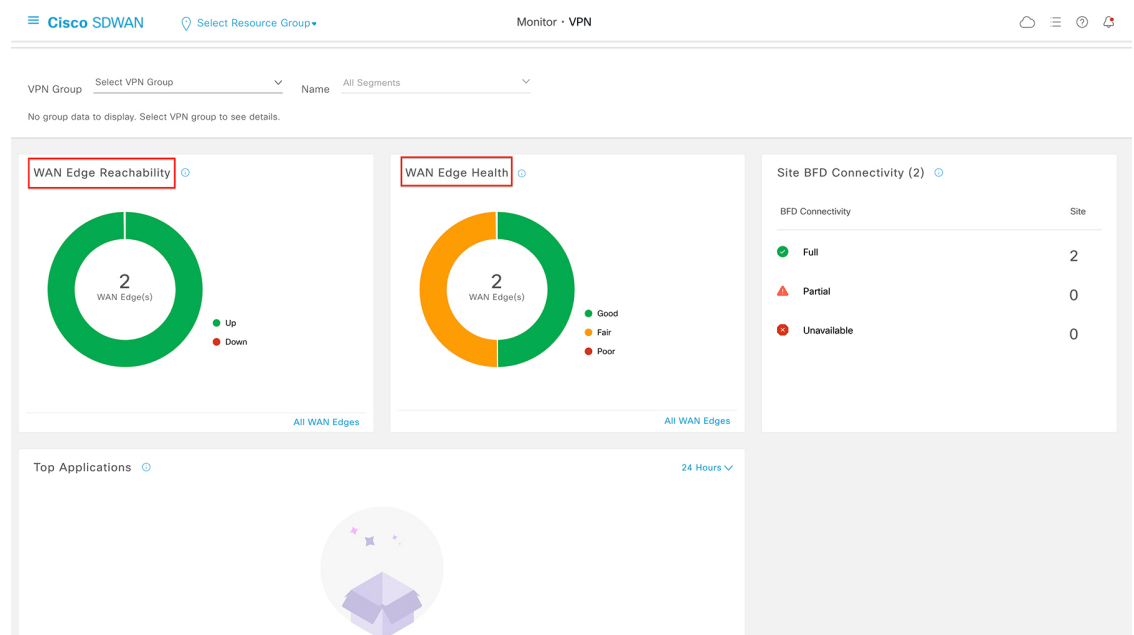 Cisco SDWAN
Select Resource Group
Monitor · VPN
VPN Group
Select VPN Group
Name
All Segments
No group data to display. Select VPN group to see details.
WAN Edge Reachability
2
WAN Edge(s)
Up
Down
All WAN Edges
WAN Edge Health
2
WAN Edge(s)
Good
Fair
Poor
All WAN Edges
Site BFD Connectivity (2)
BFD Connectivity Site
Full 2
Partial 0
Unavailable 0
Top Applications
24 Hours